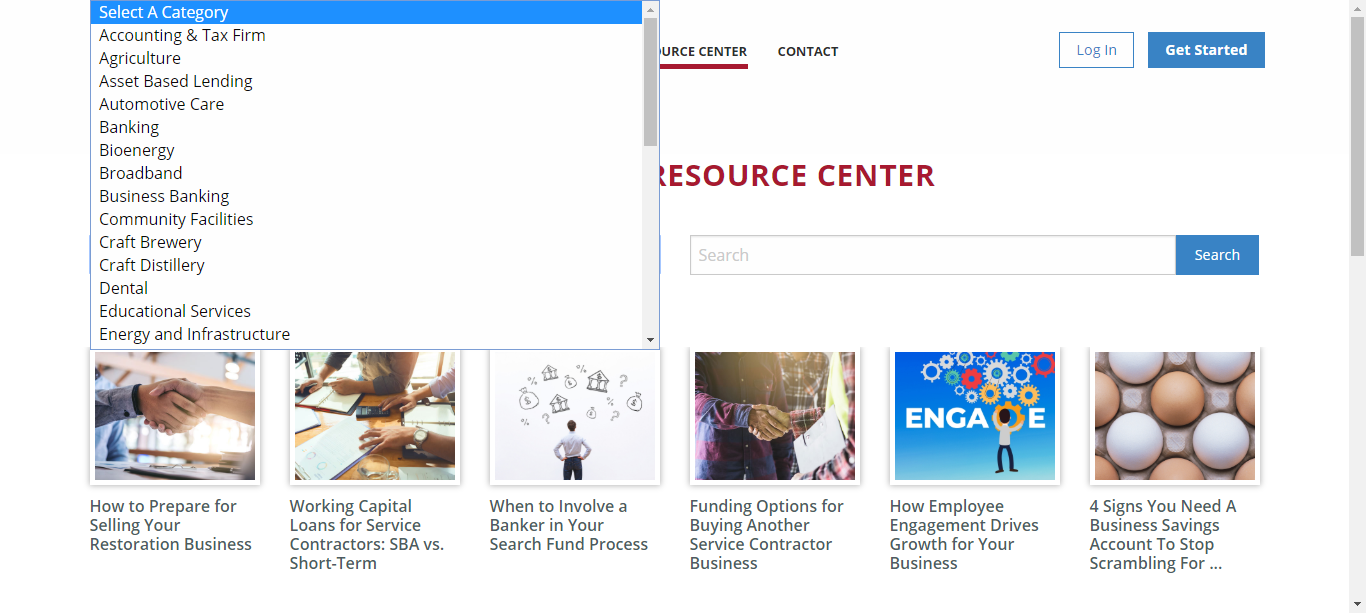 Select A Category
Accounting & Tax Firm
Agriculture
Asset Based Lending
Automotive Care
Banking
Bioenergy
Broadband
Business Banking
Community Facilities
Craft Brewery
Craft Distillery
Dental
Educational Services
Energy and Infrastructure
CENTER
CONTACT
Log In
Get Started
RESOURCE CENTER
Search
Search
ENGAGE
How to Prepare for
Selling Your
Restoration Business
Working Capital
Loans for Service
Contractors: SBA vs.
Short-Term
When to Involve a
Banker in Your
Search Fund Process
Funding Options for
Buying Another
Service Contractor
Business
How Employee
Engagement Drives
Growth for Your
Business
4 Signs You Need A
Business Savings
Account To Stop
Scrambling For ...